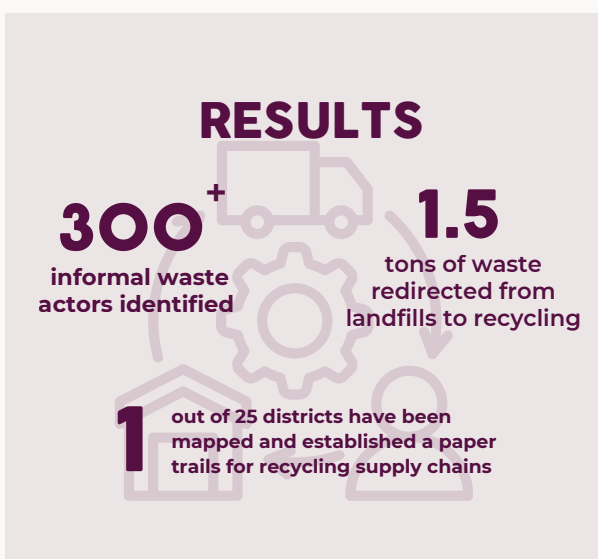 RESULTS
300+
informal waste
actors identified
1.5
tons of waste
redirected from
landfills to recycling
1
out of 25 districts have been
mapped and established a paper
trails for recycling supply chains